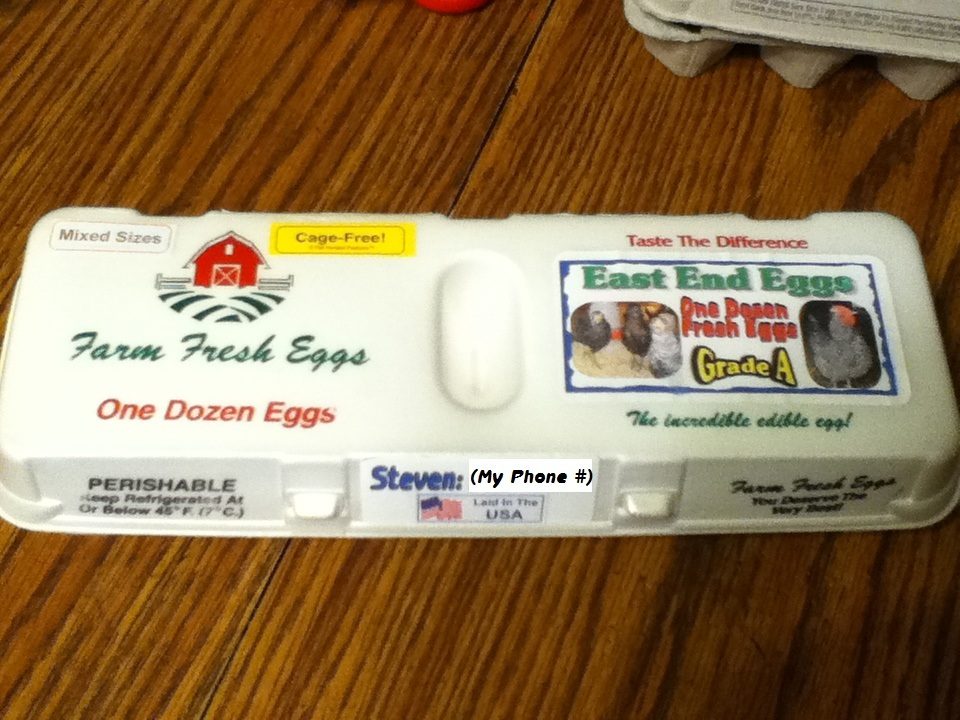 Mixed Sizes
Cage-Free!
Farm Fresh Eggs
One Dozen Eggs
Taste The Difference
East End Eggs
One Dozen
Fresh Eggs
Grade A
The incredible edible egg!
PERISHABLE
Keep Refrigerated At
Or Below 45° F. (7° C.)
Steven: (My Phone #)
Laid In The
USA
Farm Fresh Eggs
You Deserve The
Very Best!